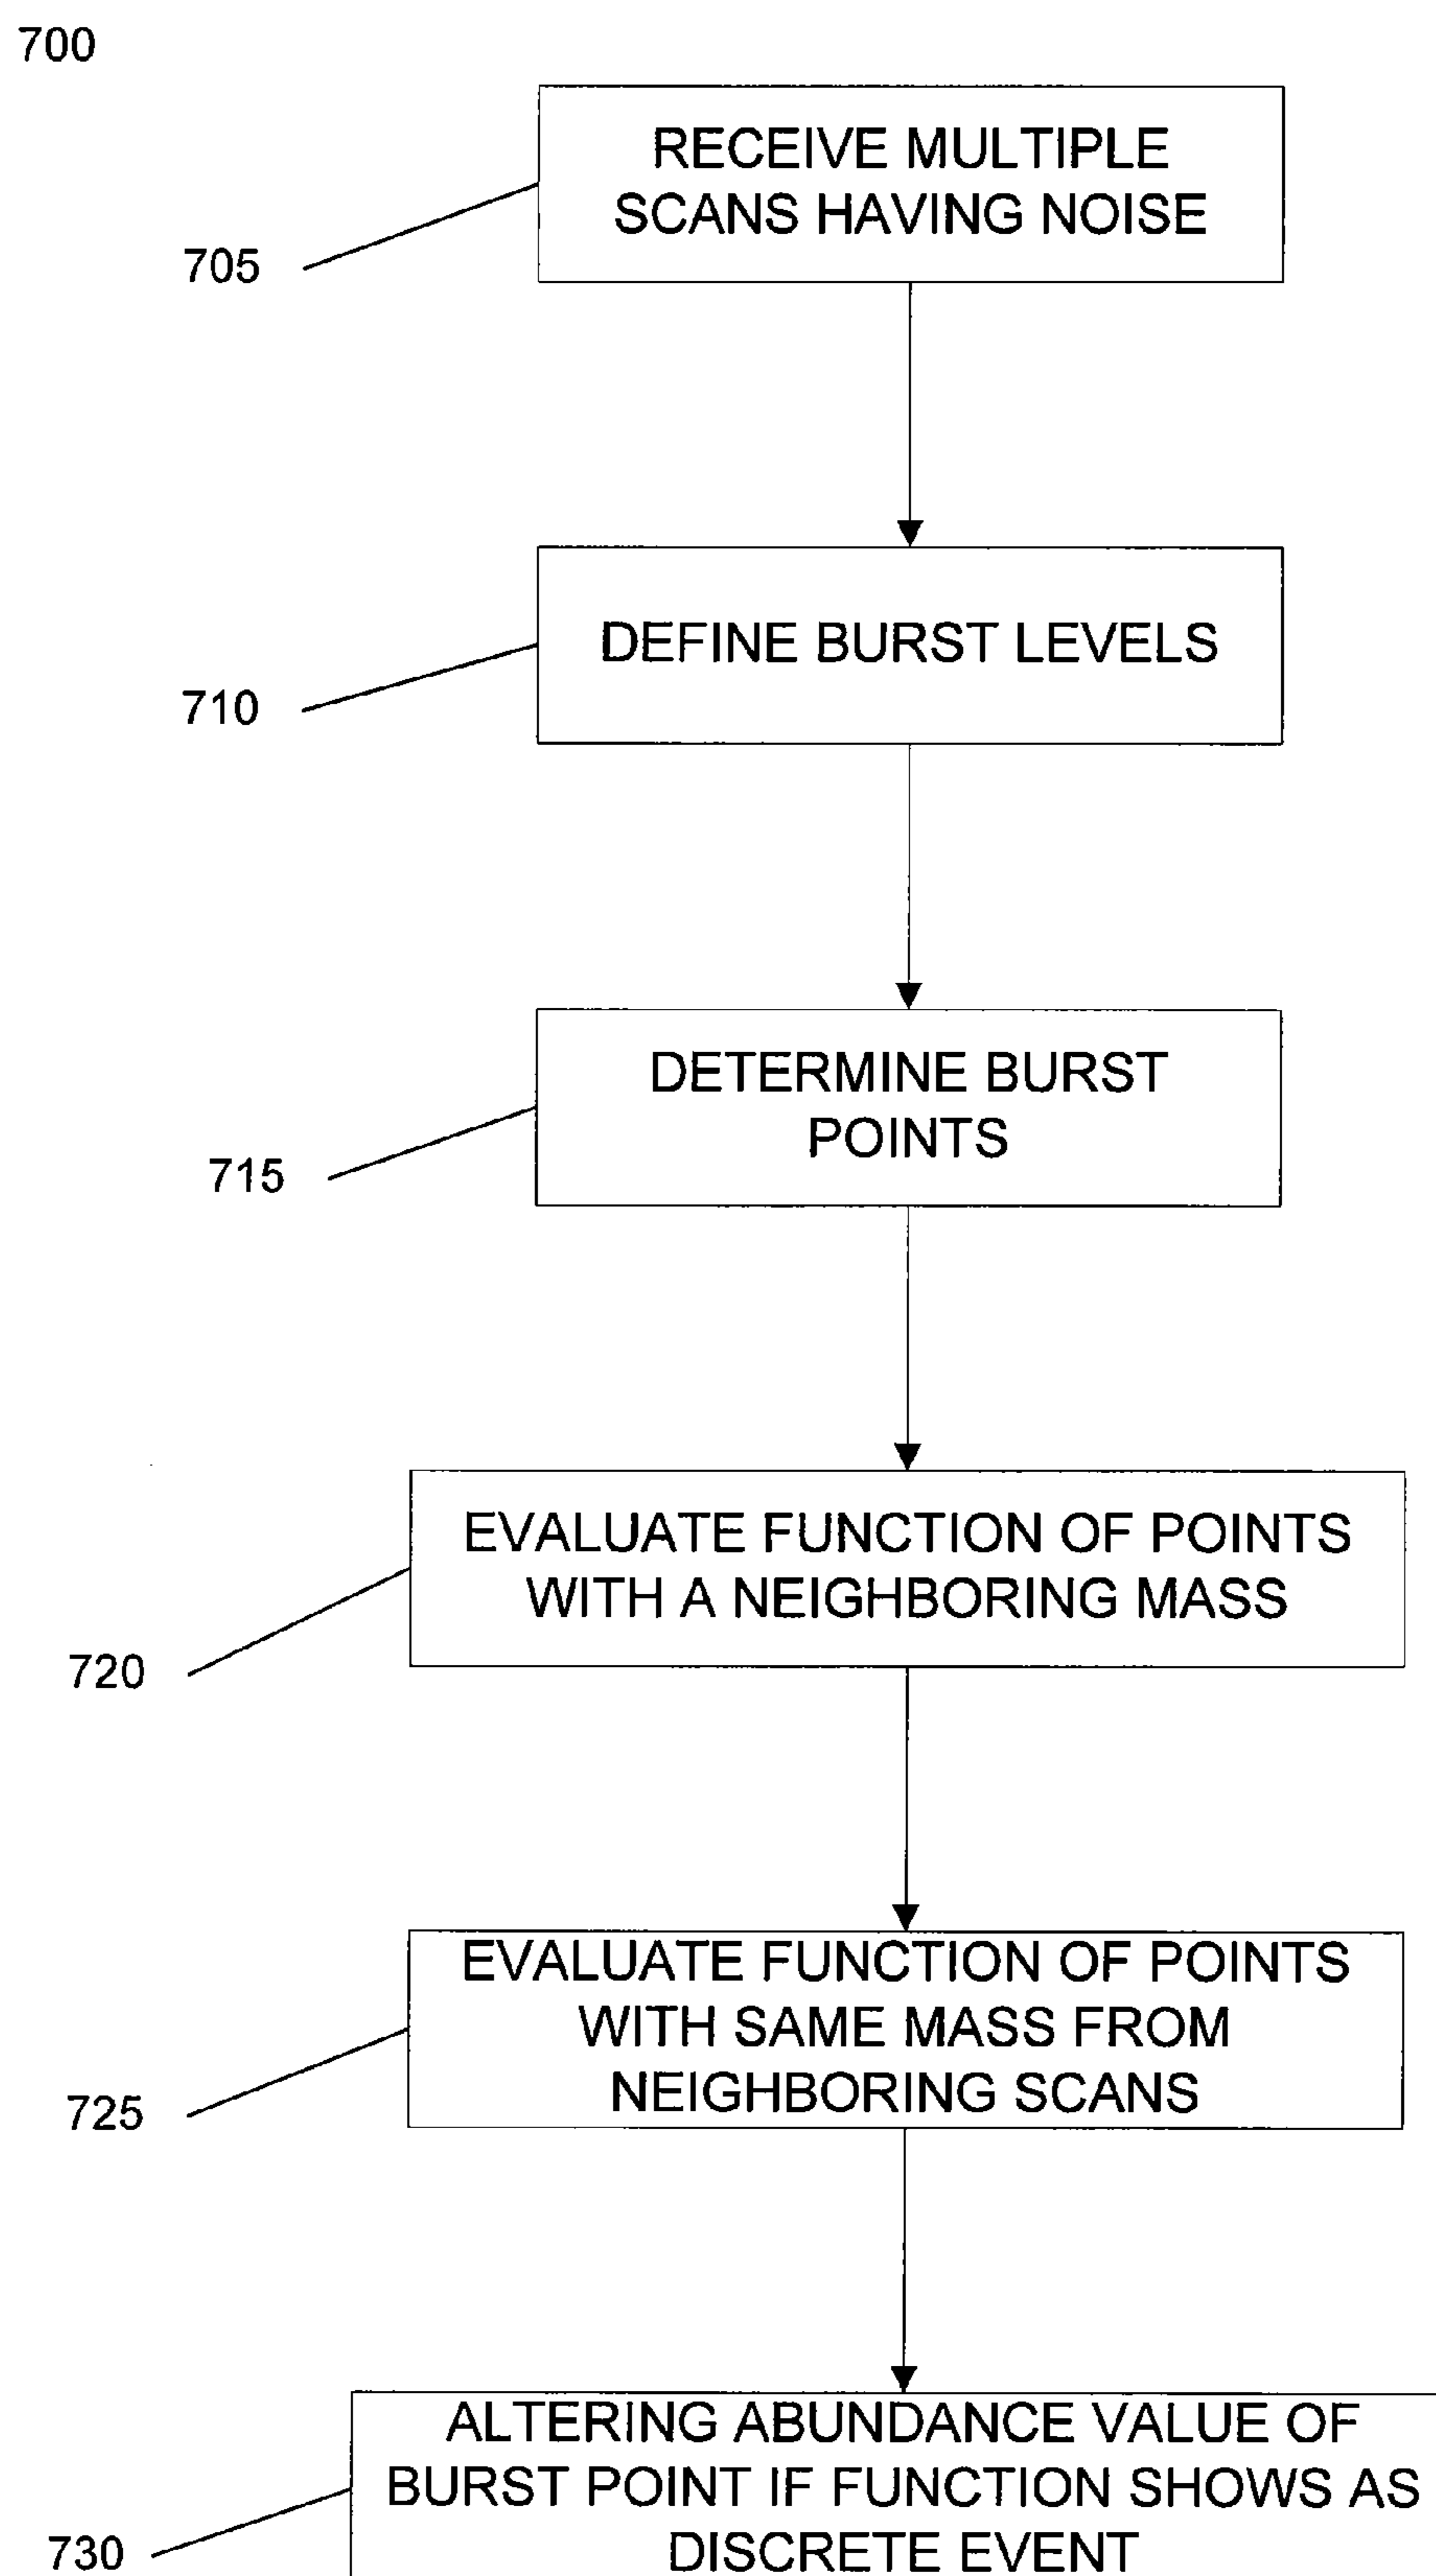 700
RECEIVE MULTIPLE
SCANS HAVING NOISE
705
DEFINE BURST LEVELS
710
DETERMINE BURST
POINTS
715
EVALUATE FUNCTION OF POINTS
WITH A NEIGHBORING MASS
720
EVALUATE FUNCTION OF POINTS
WITH SAME MASS FROM
NEIGHBORING SCANS
725
ALTERING ABUNDANCE VALUE OF
BURST POINT IF FUNCTION SHOWS AS
DISCRETE EVENT
730